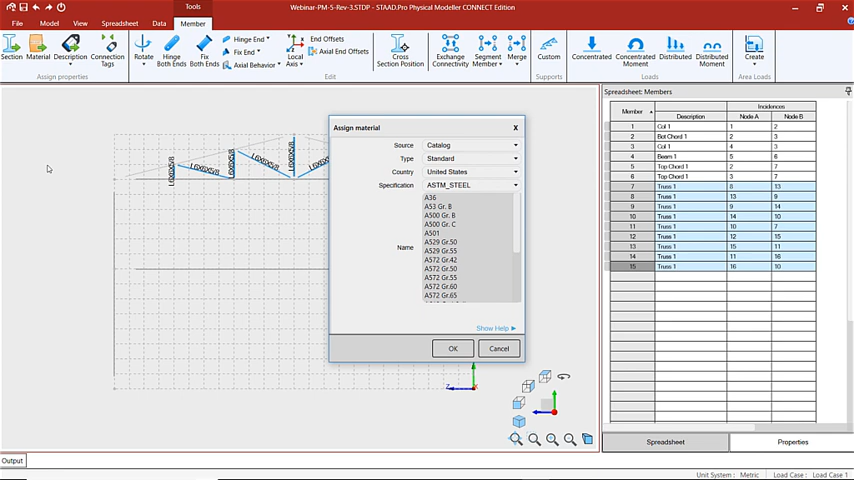 Tools
Webinar-PM-5-Rev-3.STDP - STAAD.Pro Physical Modeller CONNECT Edition
File
Model
View
Spreadsheet
Data
Member
Section
Material
Description
Connection Tags
Assign properties
Rotate
Hinge Both Ends
Fix Both Ends
Hinge End
Fix End
Axial Behavior
Local Axis
End Offsets
Axial End Offsets
Edit
Cross Section Position
Exchange Connectivity
Segment Member
Merge
Custom
Supports
Concentrated
Concentrated Moment
Distributed
Distributed Moment
Loads
Create
Area Loads
L6X6X5/8
L6X6X5/8
L6X6X5/8
L6X6X5/8
L6X6X5/8
Assign material
X
Source
Catalog
Type
Standard
Country
United States
Specification
ASTM_STEEL
Name
A36
A53 Gr. B
A500 Gr. B
A500 Gr. C
A501
A529 Gr.50
A529 Gr.55
A572 Gr.42
A572 Gr.50
A572 Gr.55
A572 Gr.60
A572 Gr.65
Show Help
OK
Cancel
Spreadsheet: Members
Member
Incidences
Description
Node A
Node B
1 Col 1 1 2
2 Bot Chord 1 2 3
3 Col 1 4 3
4 Beam 1 5 6
5 Top Chord 1 2 7
6 Top Chord 1 3 7
7 Truss 1 8 13
8 Truss 1 13 9
9 Truss 1 9 14
10 Truss 1 14 10
11 Truss 1 10 7
12 Truss 1 12 15
13 Truss 1 15 11
14 Truss 1 11 16
15 Truss 1 16 10
Spreadsheet
Properties
Z
Output
Unit System: Metric
Load Case: Load Case 1